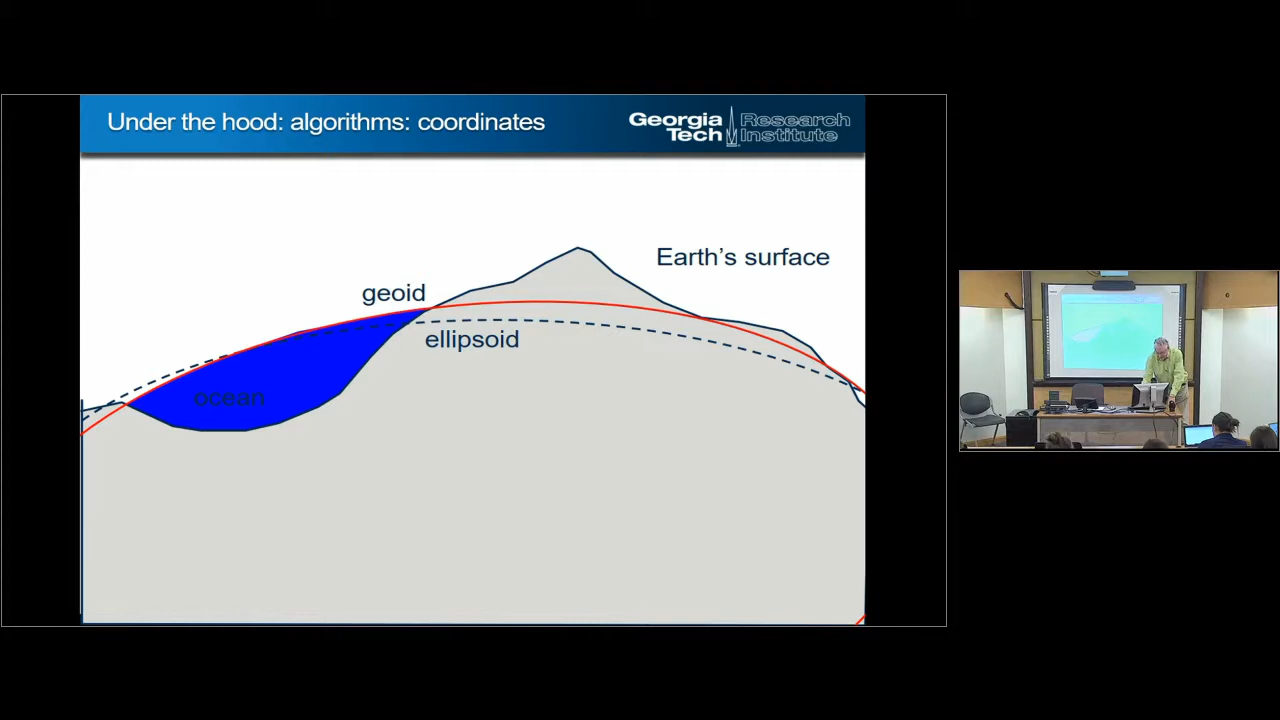 Under the hood: algorithms: coordinates
Georgia Tech
Research Institute
Earth's surface
geoid
ellipsoid
ocean